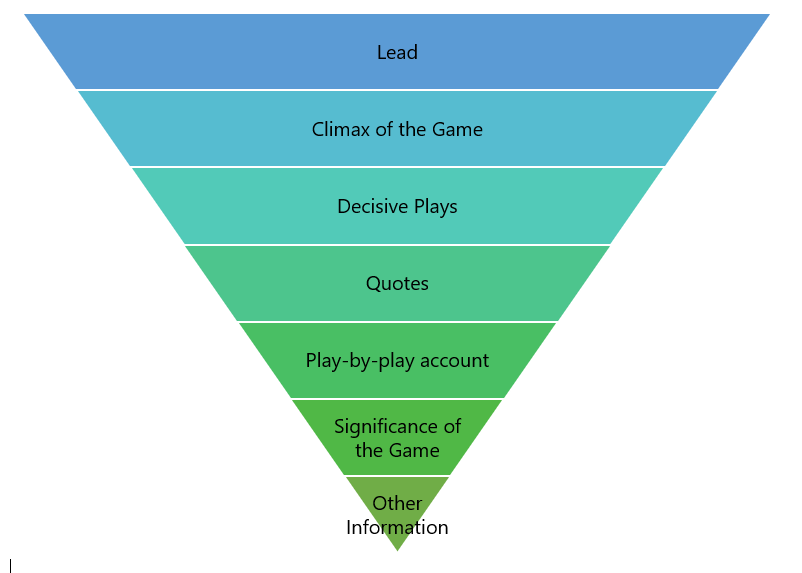 Lead
Climax of the Game
Decisive Plays
Quotes
Play-by-play account
Significance of
the Game
Other
Information